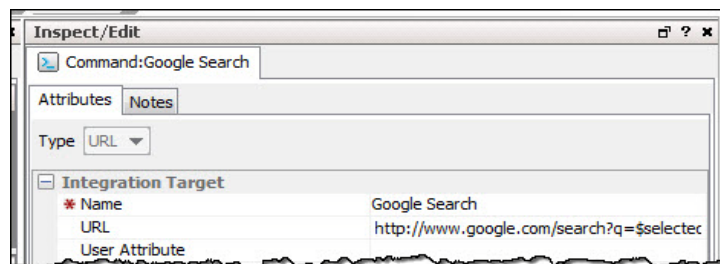 Inspect/Edit
Command:Google Search
Attributes Notes
Type URL
Integration Target
* Name Google Search
URL http://www.google.com/search?q=$selectec
User Attribute